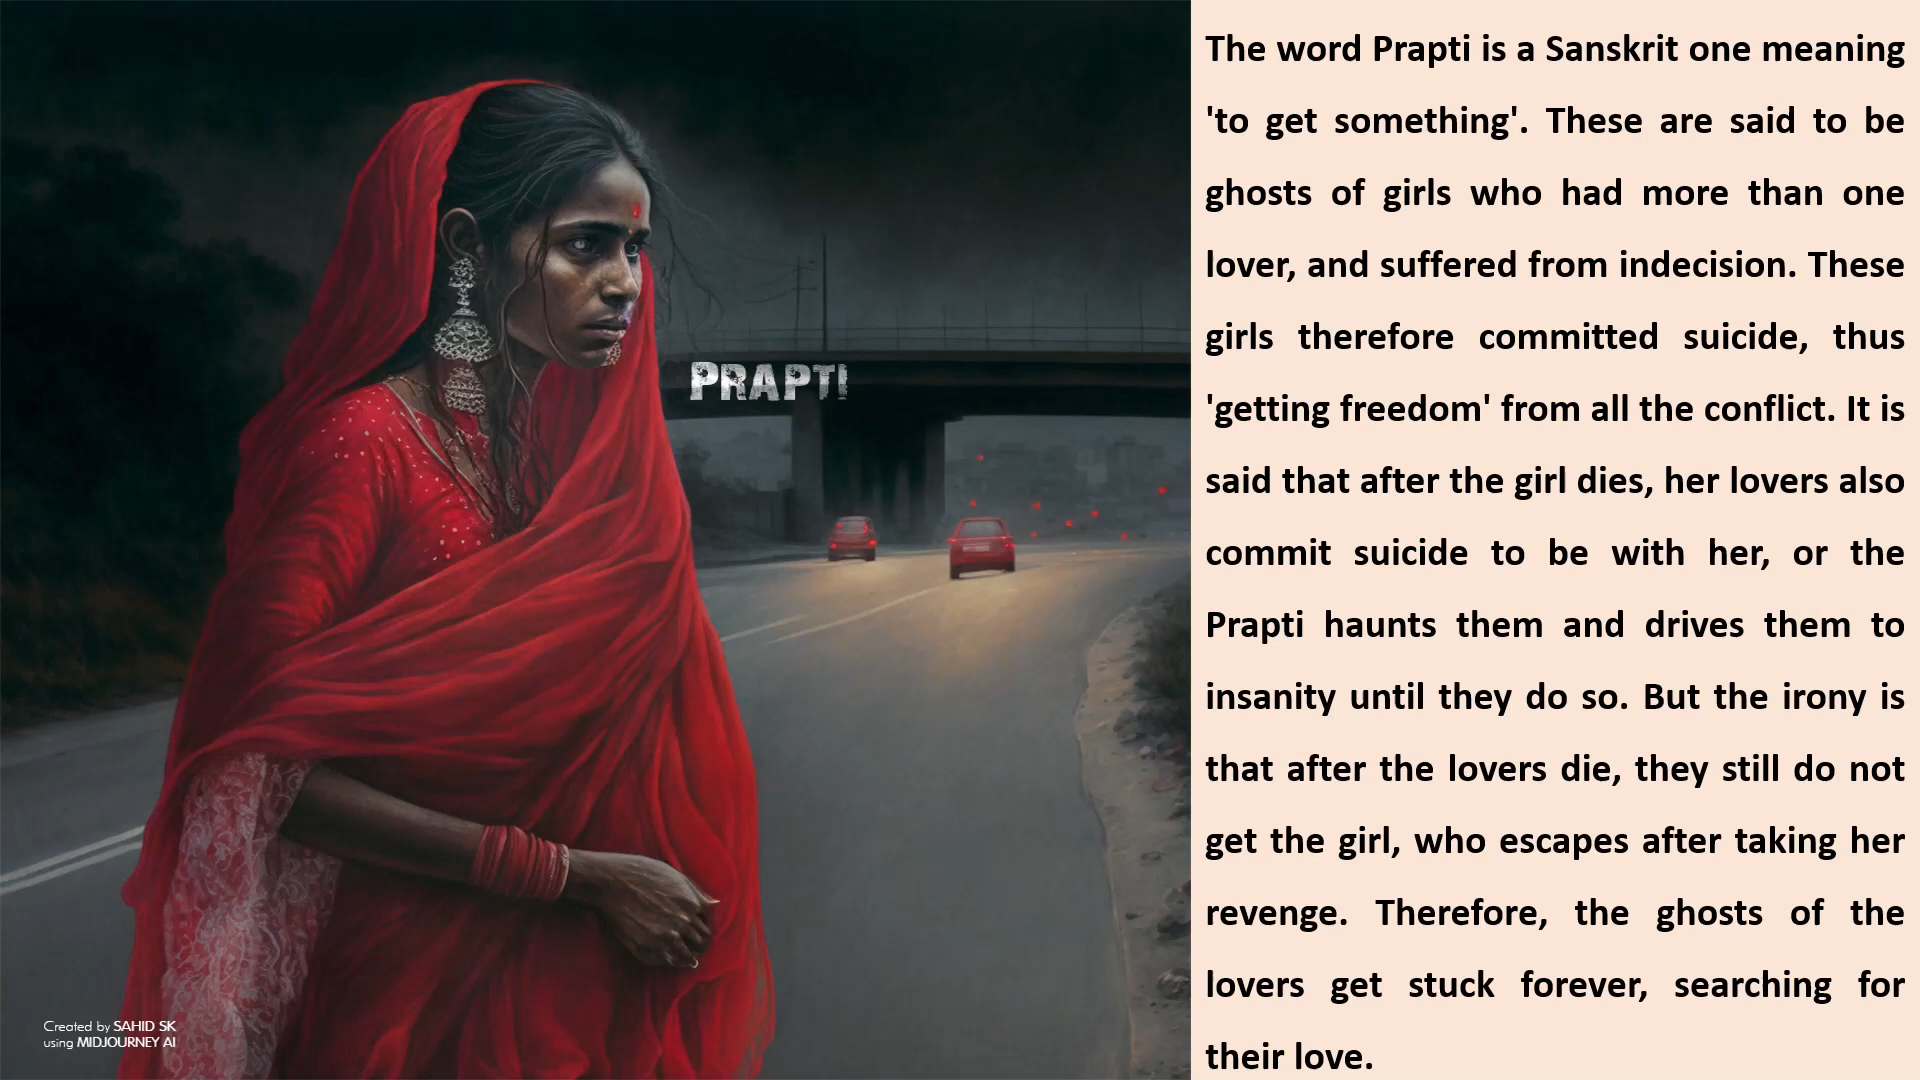 PRAPTI
Created by SAHID SK
using MIDJOURNEY AI
The word Prapti is a Sanskrit one meaning
'to get something'. These are said to be
ghosts of girls who had more than one
lover, and suffered from indecision. These
girls therefore committed suicide, thus
'getting freedom' from all the conflict. It is
said that after the girl dies, her lovers also
commit suicide to be with her, or the
Prapti haunts them and drives them to
insanity until they do so. But the irony is
that after the lovers die, they still do not
get the girl, who escapes after taking her
revenge. Therefore, the ghosts of the
lovers get stuck forever, searching for
their love.